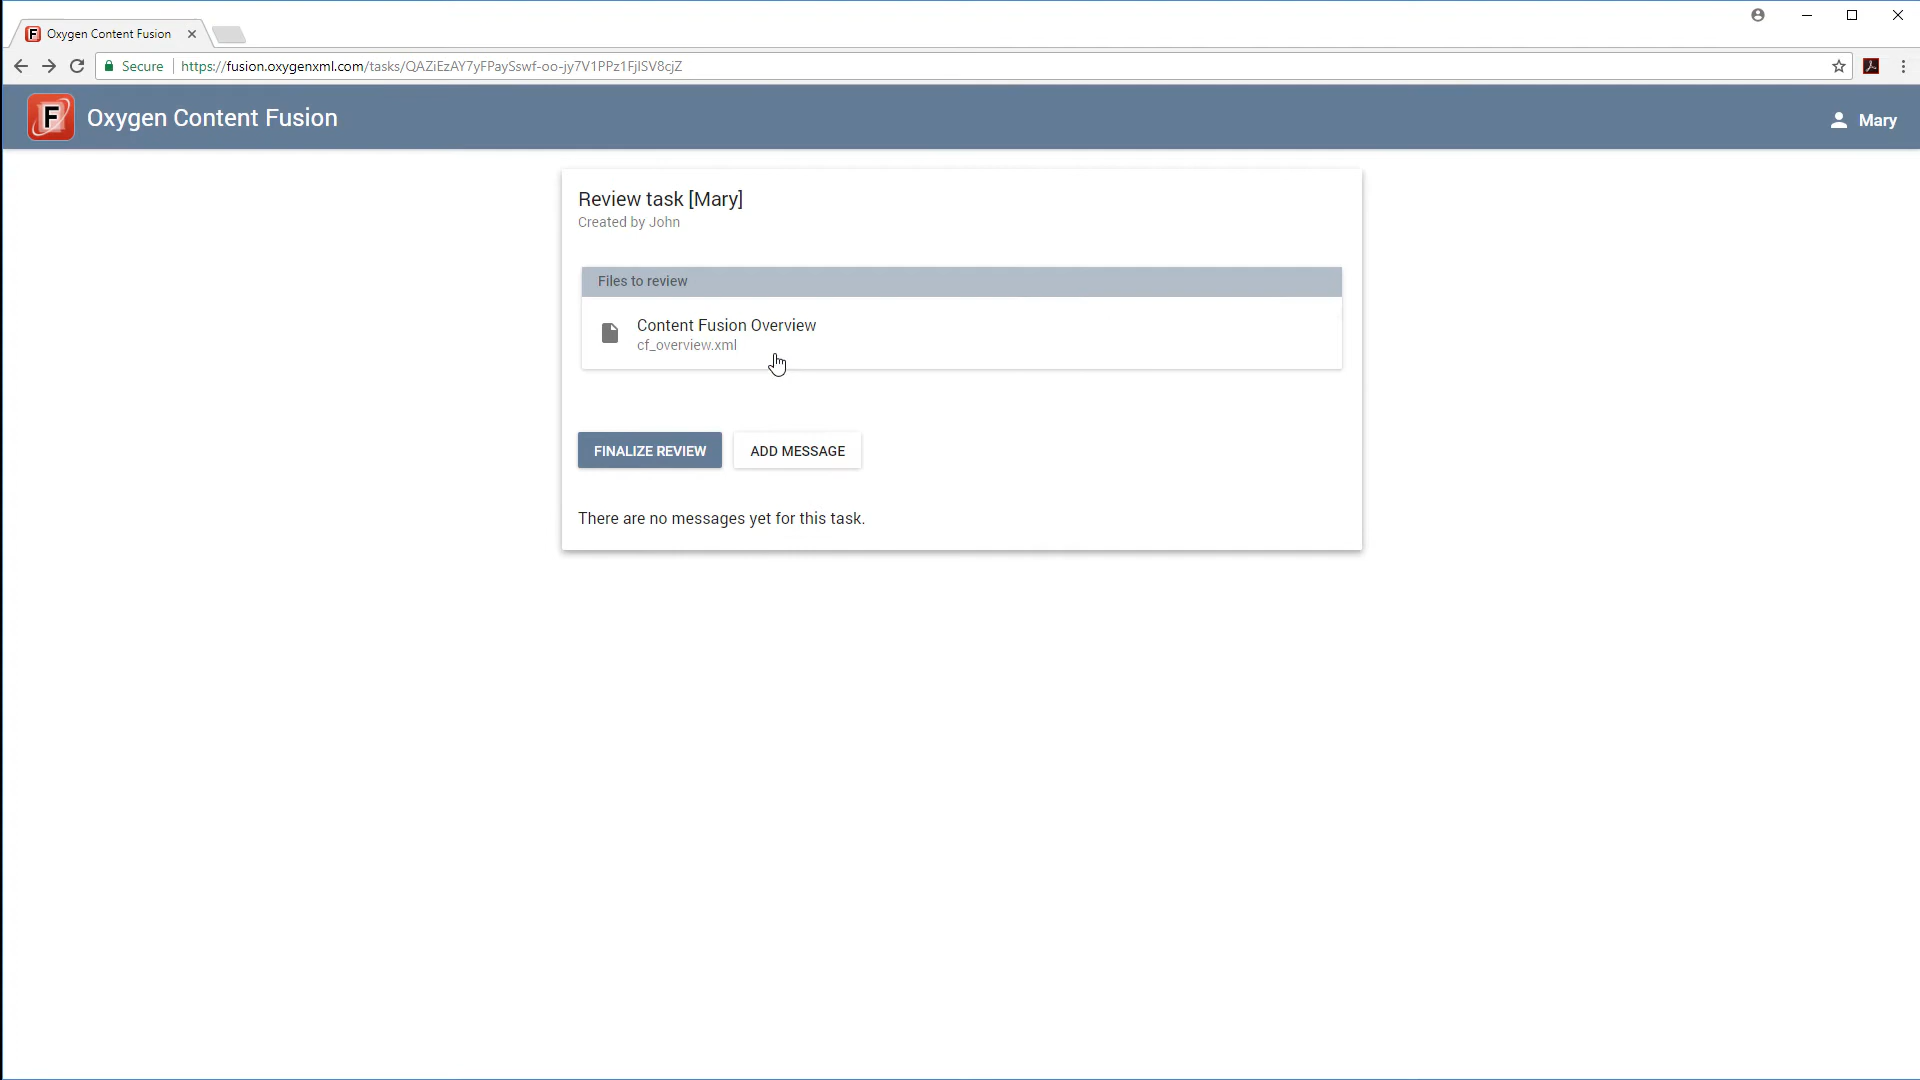 Oxygen Content Fusion
Secure
https://fusion.oxygenxml.com/tasks/QAZiEzAY7yFPaySswf-oo-jy7V1PPz1FjlSV8cjZ
F Oxygen Content Fusion
Mary
Review task [Mary]
Created by John
Files to review
Content Fusion Overview
cf_overview.xml
FINALIZE REVIEW
ADD MESSAGE
There are no messages yet for this task.